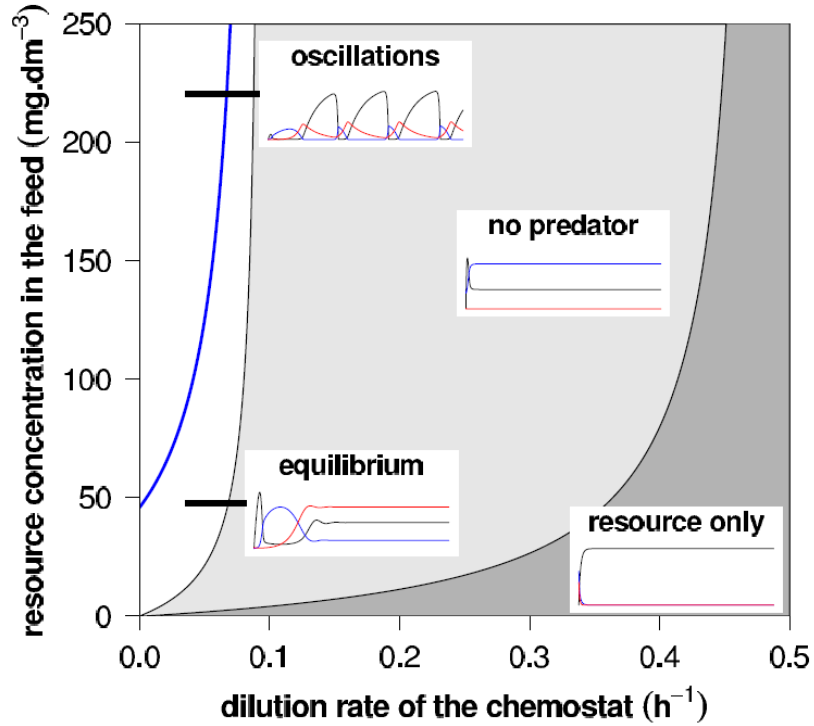 resource concentration in the feed (mg.dm⁻³)
250
200
150
100
50
0
oscillations
no predator
equilibrium
resource only
0.0 0.1 0.2 0.3 0.4 0.5
dilution rate of the chemostat (h⁻¹)